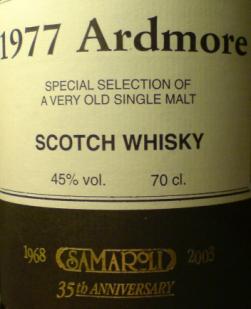 1977 Ardmore
SPECIAL SELECTION OF
A VERY OLD SINGLE MALT
SCOTCH WHISKY
45% vol. 70 cl.
1968 SAMAROLI 2003
35th ANNIVERSARY